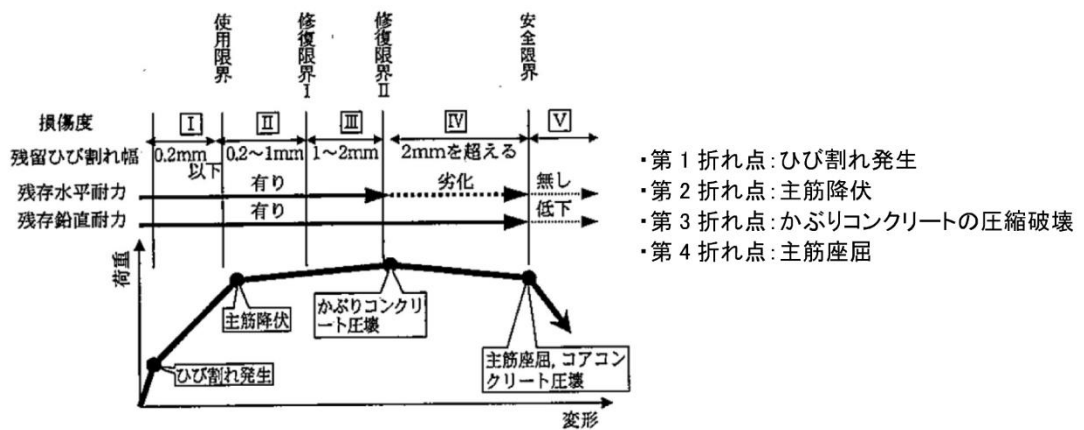 使用限界
修復限界Ⅰ
修復限界Ⅱ
安全限界
損傷度
Ⅰ
Ⅱ
Ⅲ
Ⅳ
Ⅴ
残留ひび割れ幅
0.2mm
以下
0.2～1mm
1～2mm
2mmを超える
残存水平耐力
有り
劣化
無し
残存鉛直耐力
有り
低下
荷重
ひび割れ発生
主筋降伏
かぶりコンクリ
ート圧壊
主筋座屈,コアコン
クリート圧壊
変形
・第1折れ点:ひび割れ発生
・第2折れ点:主筋降伏
・第3折れ点:かぶりコンクリートの圧縮破壊
・第4折れ点:主筋座屈